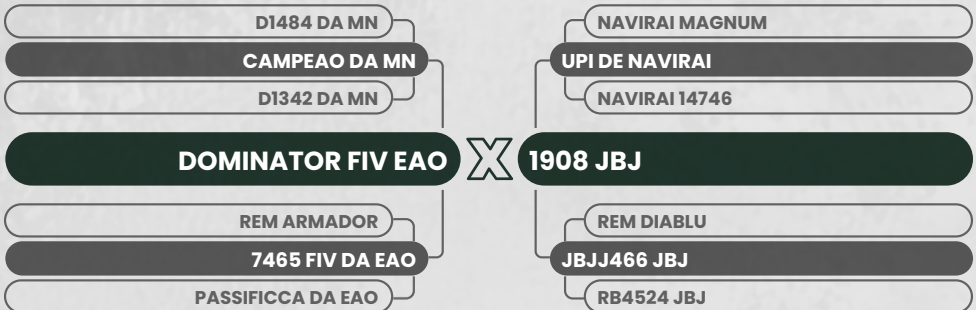 D1484 DA MN
NAVIRAI MAGNUM
CAMPEAO DA MN
UPI DE NAVIRAI
D1342 DA MN
NAVIRAI 14746
DOMINATOR FIV EAO X 1908 JBJ
REM ARMADOR
REM DIABLU
7465 FIV DA EAO
JBJJ466 JBJ
PASSIFICCA DA EAO
RB4524 JBJ